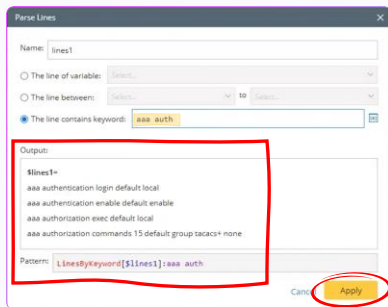 Parse Lines
Name: lines1
The line of variable: Select...
The line between: Select... to Select...
The line contains keyword: aaa auth
Output:
$lines1=
aaa authentication login default local
aaa authentication enable default enable
aaa authorization exec default local
aaa authorization commands 15 default group tacacs+ none
Pattern: LinesByKeyword[$lines1]:aaa auth
Cancel Apply